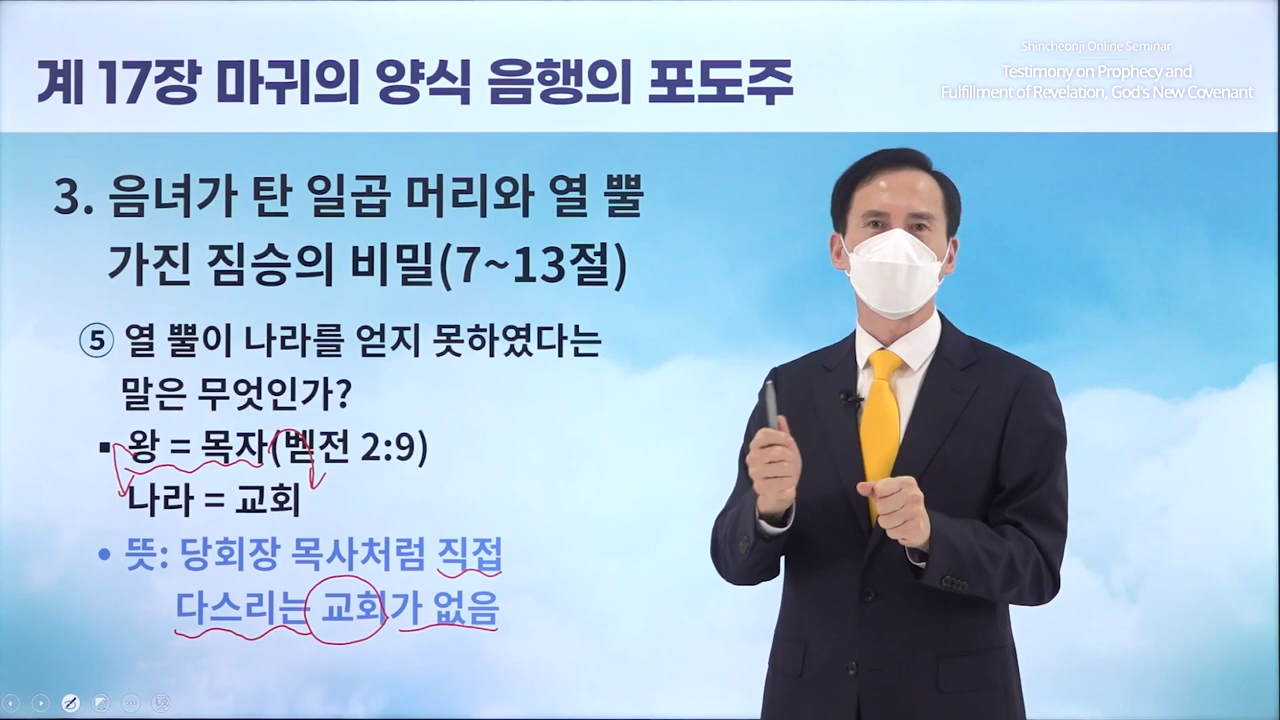 계 17장 마귀의 양식 음행의 포도주
Shincheonji Online Seminar
Testimony on Prophecy and
Fulfillment of Revelation, God's New Covenant
3. 음녀가 탄 일곱 머리와 열 뿔
가진 짐승의 비밀(7~13절)
⑤ 열 뿔이 나라를 얻지 못하였다는
말은 무엇인가?
▪ 왕 = 목자(벧전 2:9)
나라 = 교회
• 뜻: 당회장 목사처럼 직접
다스리는 교회가 없음